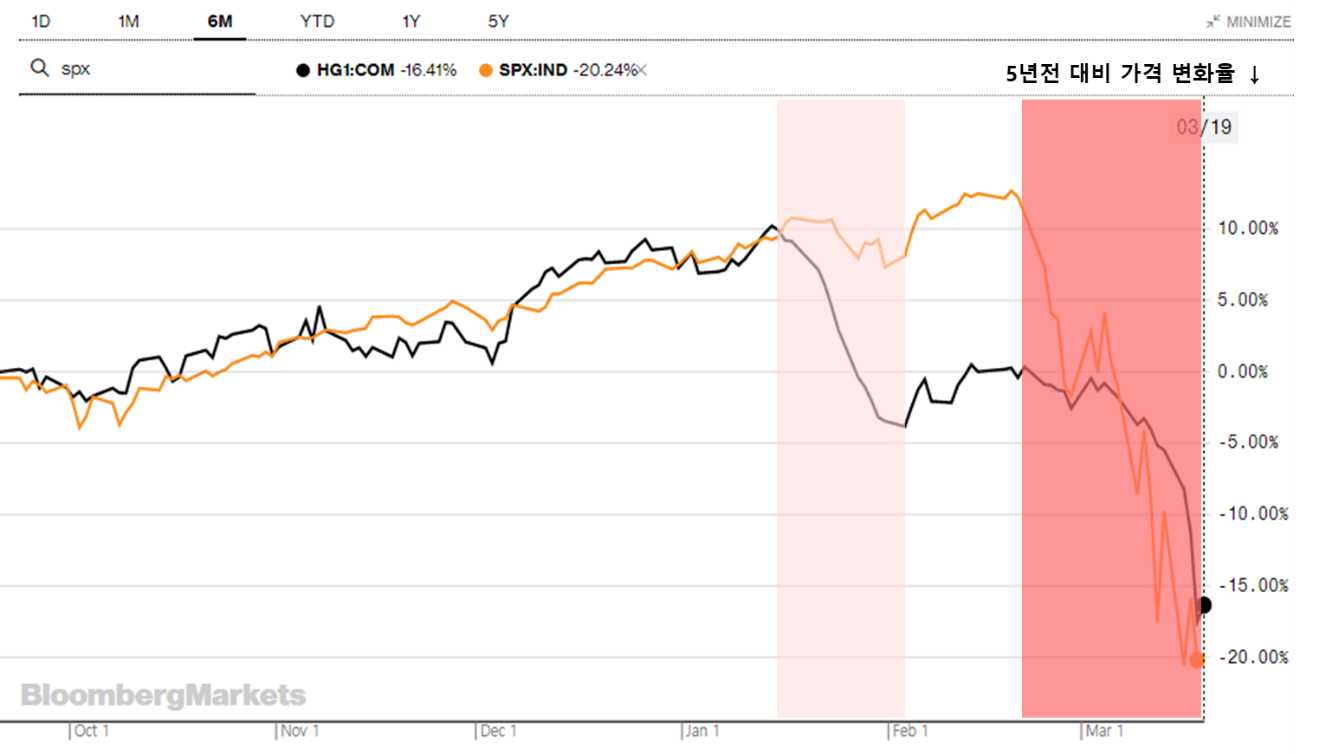 1D 1M 6M YTD 1Y 5Y MINIMIZE
spx HG1:COM -16.41% SPX:IND -20.24%×
5년전 대비 가격 변화율 ↓
03/19
10.00%
5.00%
0.00%
-5.00%
-10.00%
-15.00%
-20.00%
BloombergMarkets
Oct 1 Nov 1 Dec 1 Jan 1 Feb 1 Mar 1